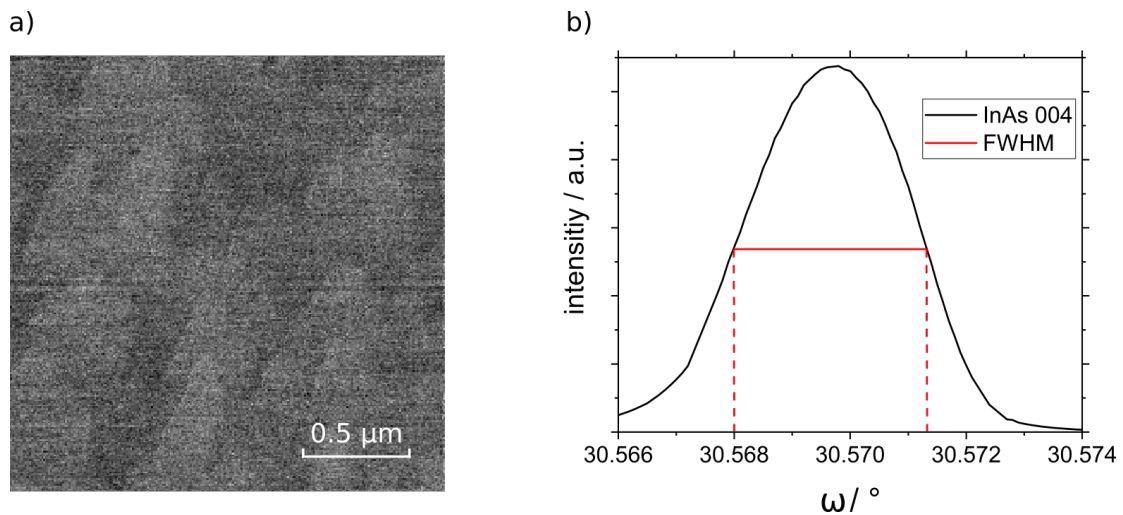 a)
0.5 µm
b)
intensitiy / a.u.
InAs 004
FWHM
30.566 30.568 30.570 30.572 30.574
ω/ °